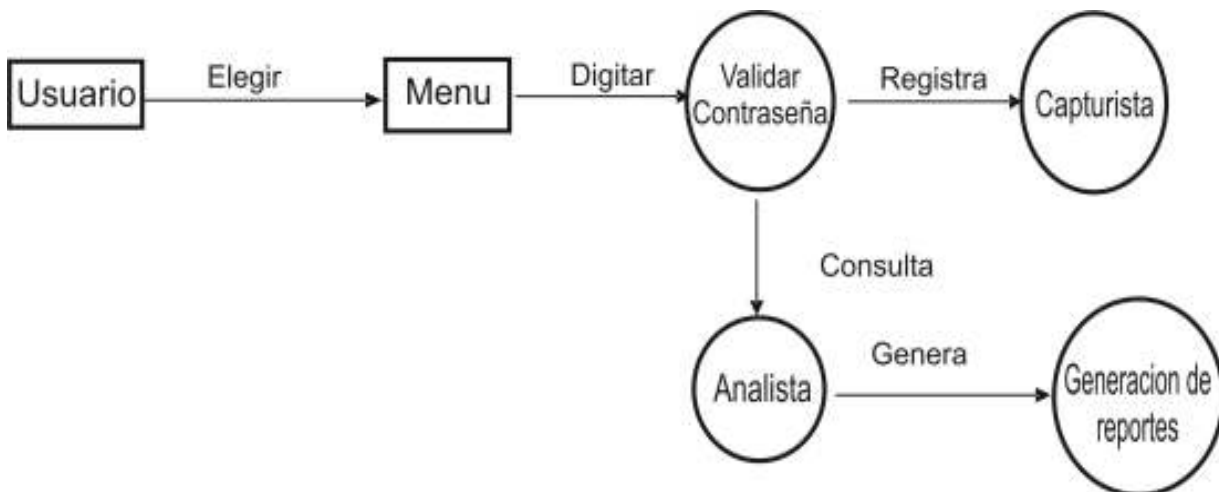 Usuario
Elegir
Menu
Digitar
Validar
Contraseña
Registra
Capturista
Consulta
Analista
Genera
Generacion de
reportes